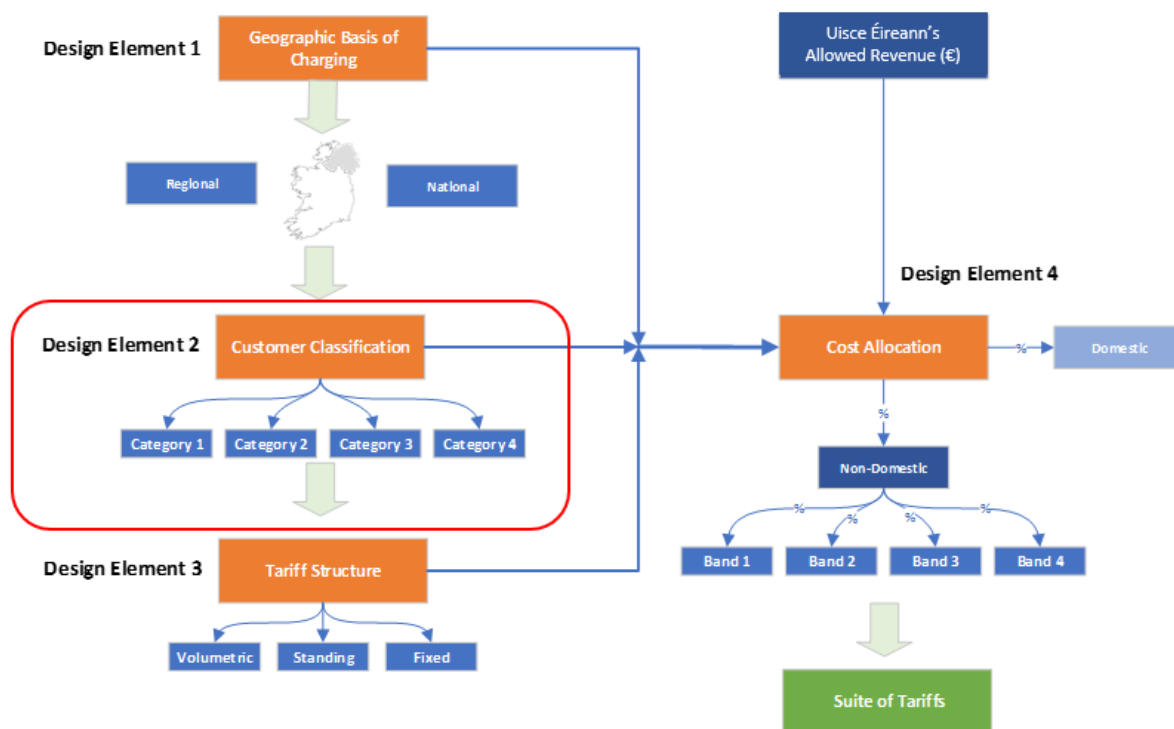 Design Element 1
Geographic Basis of
Charging
Uisce Éireann's
Allowed Revenue (€)
Regional
National
Design Element 4
Design Element 2
Customer Classification
Cost Allocation
%
Domestic
%
Category 1
Category 2
Category 3
Category 4
Non-Domestic
%
%
%
%
Band 1
Band 2
Band 3
Band 4
Design Element 3
Tariff Structure
Volumetric
Standing
Fixed
Suite of Tariffs